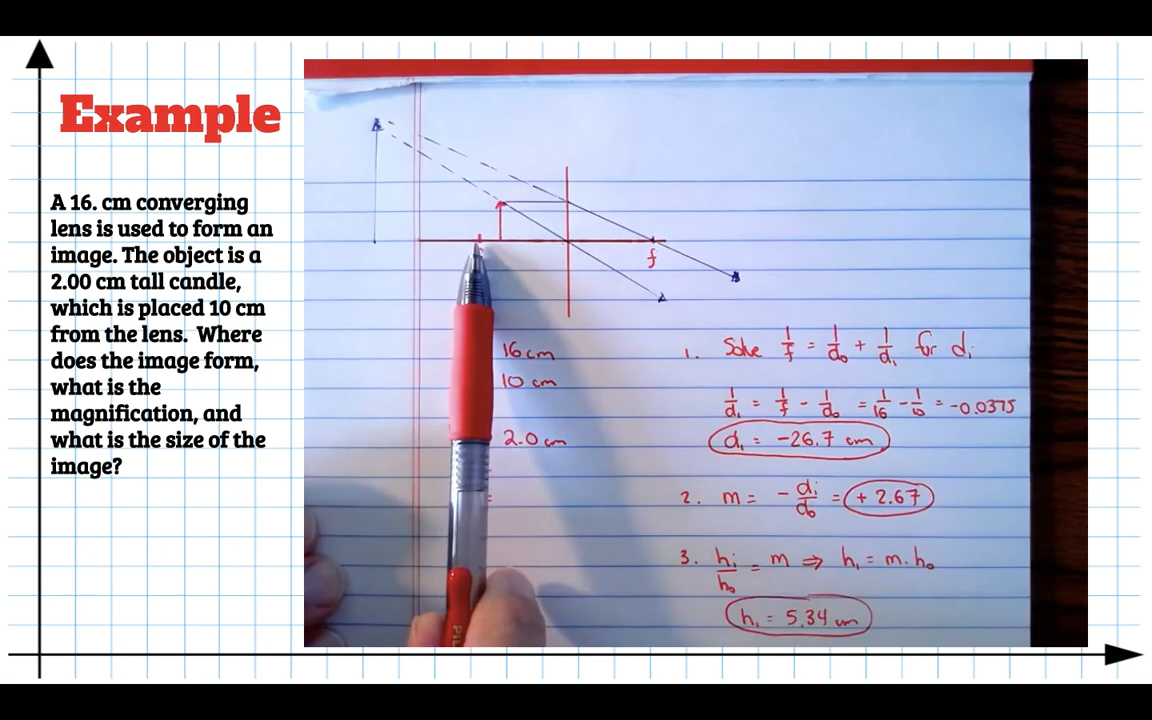 Example
A 16. cm converging
lens is used to form an
image. The object is a
2.00 cm tall candle,
which is placed 10 cm
from the lens. Where
does the image form,
what is the
magnification, and
what is the size of the
image?
f
16 cm
10 cm
2.0 cm
=
1. Solve 1/f = 1/do + 1/di for di
1/di = 1/f - 1/do = 1/16 - 1/10 = -0.0375
di = -26.7 cm
2. m = - di/do = + 2.67
3. hi/ho = m ⇒ hi = m · ho
hi = 5.34 cm